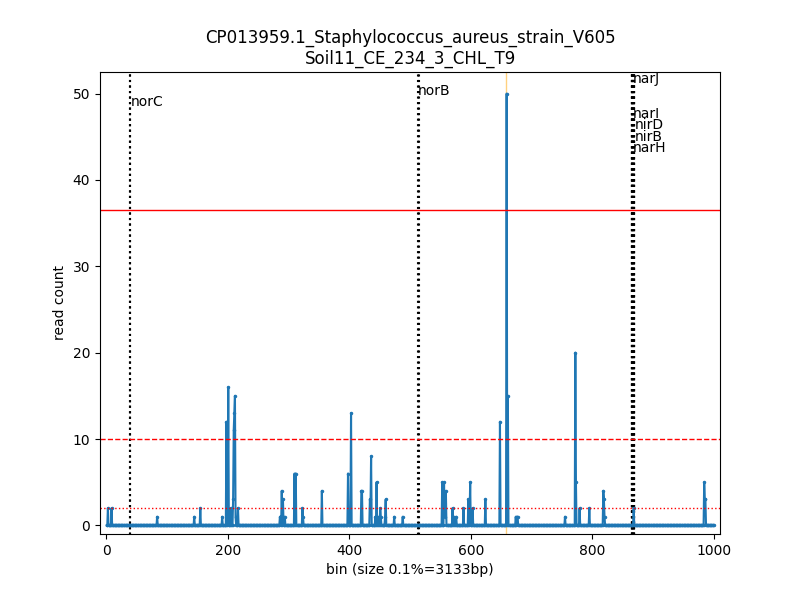 CP013959.1_Staphylococcus_aureus_strain_V605
Soil11_CE_234_3_CHL_T9
narJ
norB
norC
narI
nirD
nirB
narH
50
40
30
20
10
0
read count
0 200 400 600 800 1000
bin (size 0.1%=3133bp)